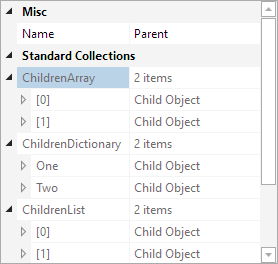 Misc
Name Parent
Standard Collections
ChildrenArray 2 items
[0] Child Object
[1] Child Object
ChildrenDictionary 2 items
One Child Object
Two Child Object
ChildrenList 2 items
[0] Child Object
[1] Child Object